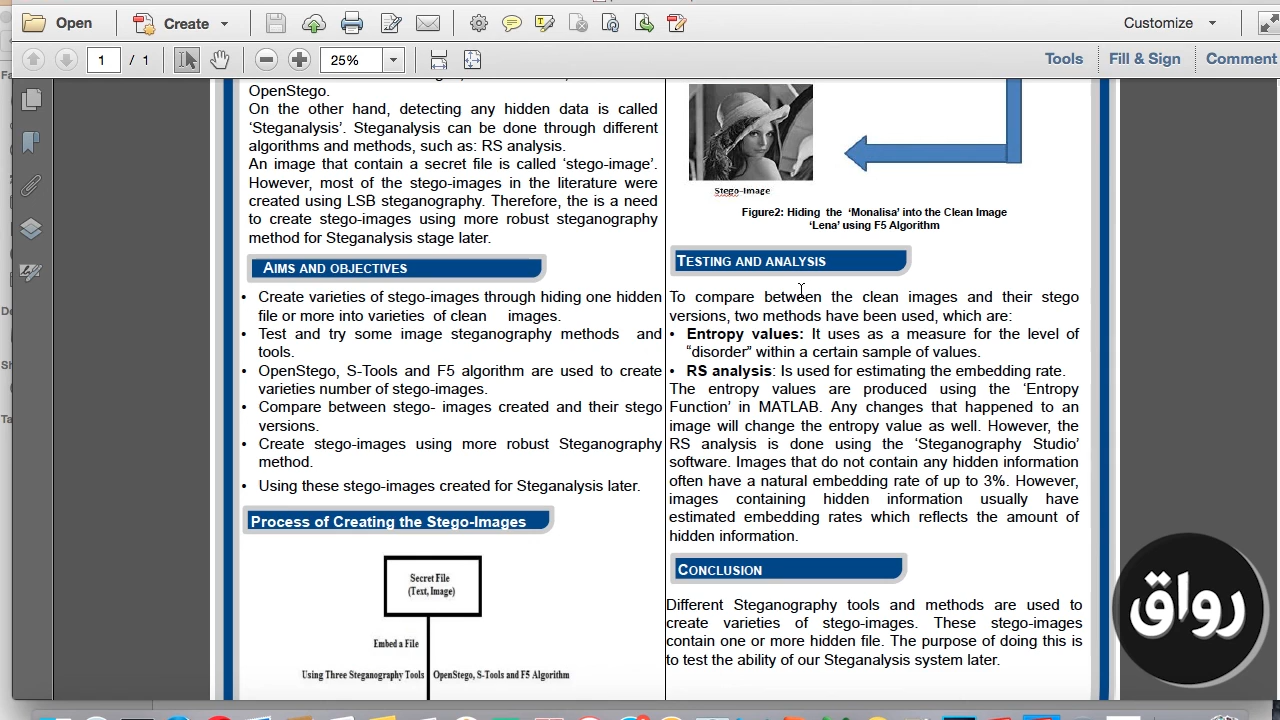 Open
Create
Customize
1 / 1
25%
Tools
Fill & Sign
Comment
OpenStego.
On the other hand, detecting any hidden data is called
‘Steganalysis’. Steganalysis can be done through different
algorithms and methods, such as: RS analysis.
An image that contain a secret file is called ‘stego-image’.
However, most of the stego-images in the literature were
created using LSB steganography. Therefore, the is a need
to create stego-images using more robust steganography
method for Steganalysis stage later.
AIMS AND OBJECTIVES
• Create varieties of stego-images through hiding one hidden
file or more into varieties of clean images.
• Test and try some image steganography methods and
tools.
• OpenStego, S-Tools and F5 algorithm are used to create
varieties number of stego-images.
• Compare between stego- images created and their stego
versions.
• Create stego-images using more robust Steganography
method.
• Using these stego-images created for Steganalysis later.
Process of Creating the Stego-Images
Secret File
(Text, Image)
Embed a File
Using Three Steganography Tools
OpenStego, S-Tools and F5 Algorithm
Stego-Image
Figure2: Hiding the ‘Monalisa’ into the Clean Image
‘Lena’ using F5 Algorithm
TESTING AND ANALYSIS
To compare between the clean images and their stego
versions, two methods have been used, which are:
• Entropy values: It uses as a measure for the level of
“disorder” within a certain sample of values.
• RS analysis: Is used for estimating the embedding rate.
The entropy values are produced using the ‘Entropy
Function’ in MATLAB. Any changes that happened to an
image will change the entropy value as well. However, the
RS analysis is done using the ‘Steganography Studio’
software. Images that do not contain any hidden information
often have a natural embedding rate of up to 3%. However,
images containing hidden information usually have
estimated embedding rates which reflects the amount of
hidden information.
CONCLUSION
Different Steganography tools and methods are used to
create varieties of stego-images. These stego-images
contain one or more hidden file. The purpose of doing this is
to test the ability of our Steganalysis system later.
رواق